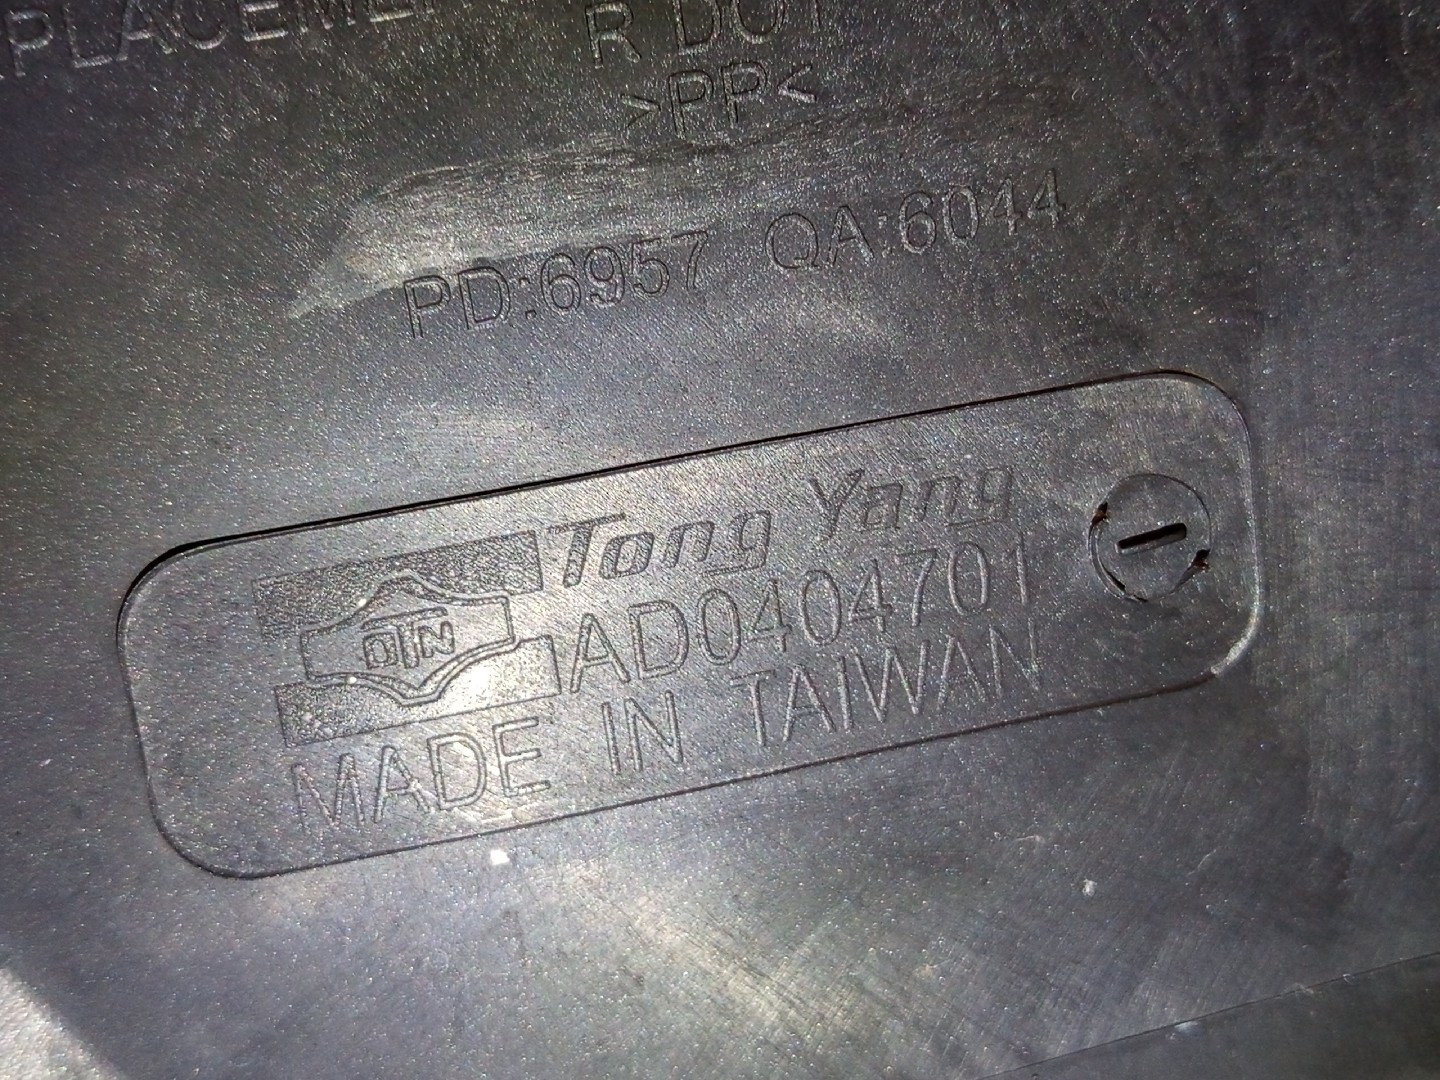 R DOT
>PP<
PD:6957 QA:6044
Tong Yang
AD0404701
MADE IN TAIWAN